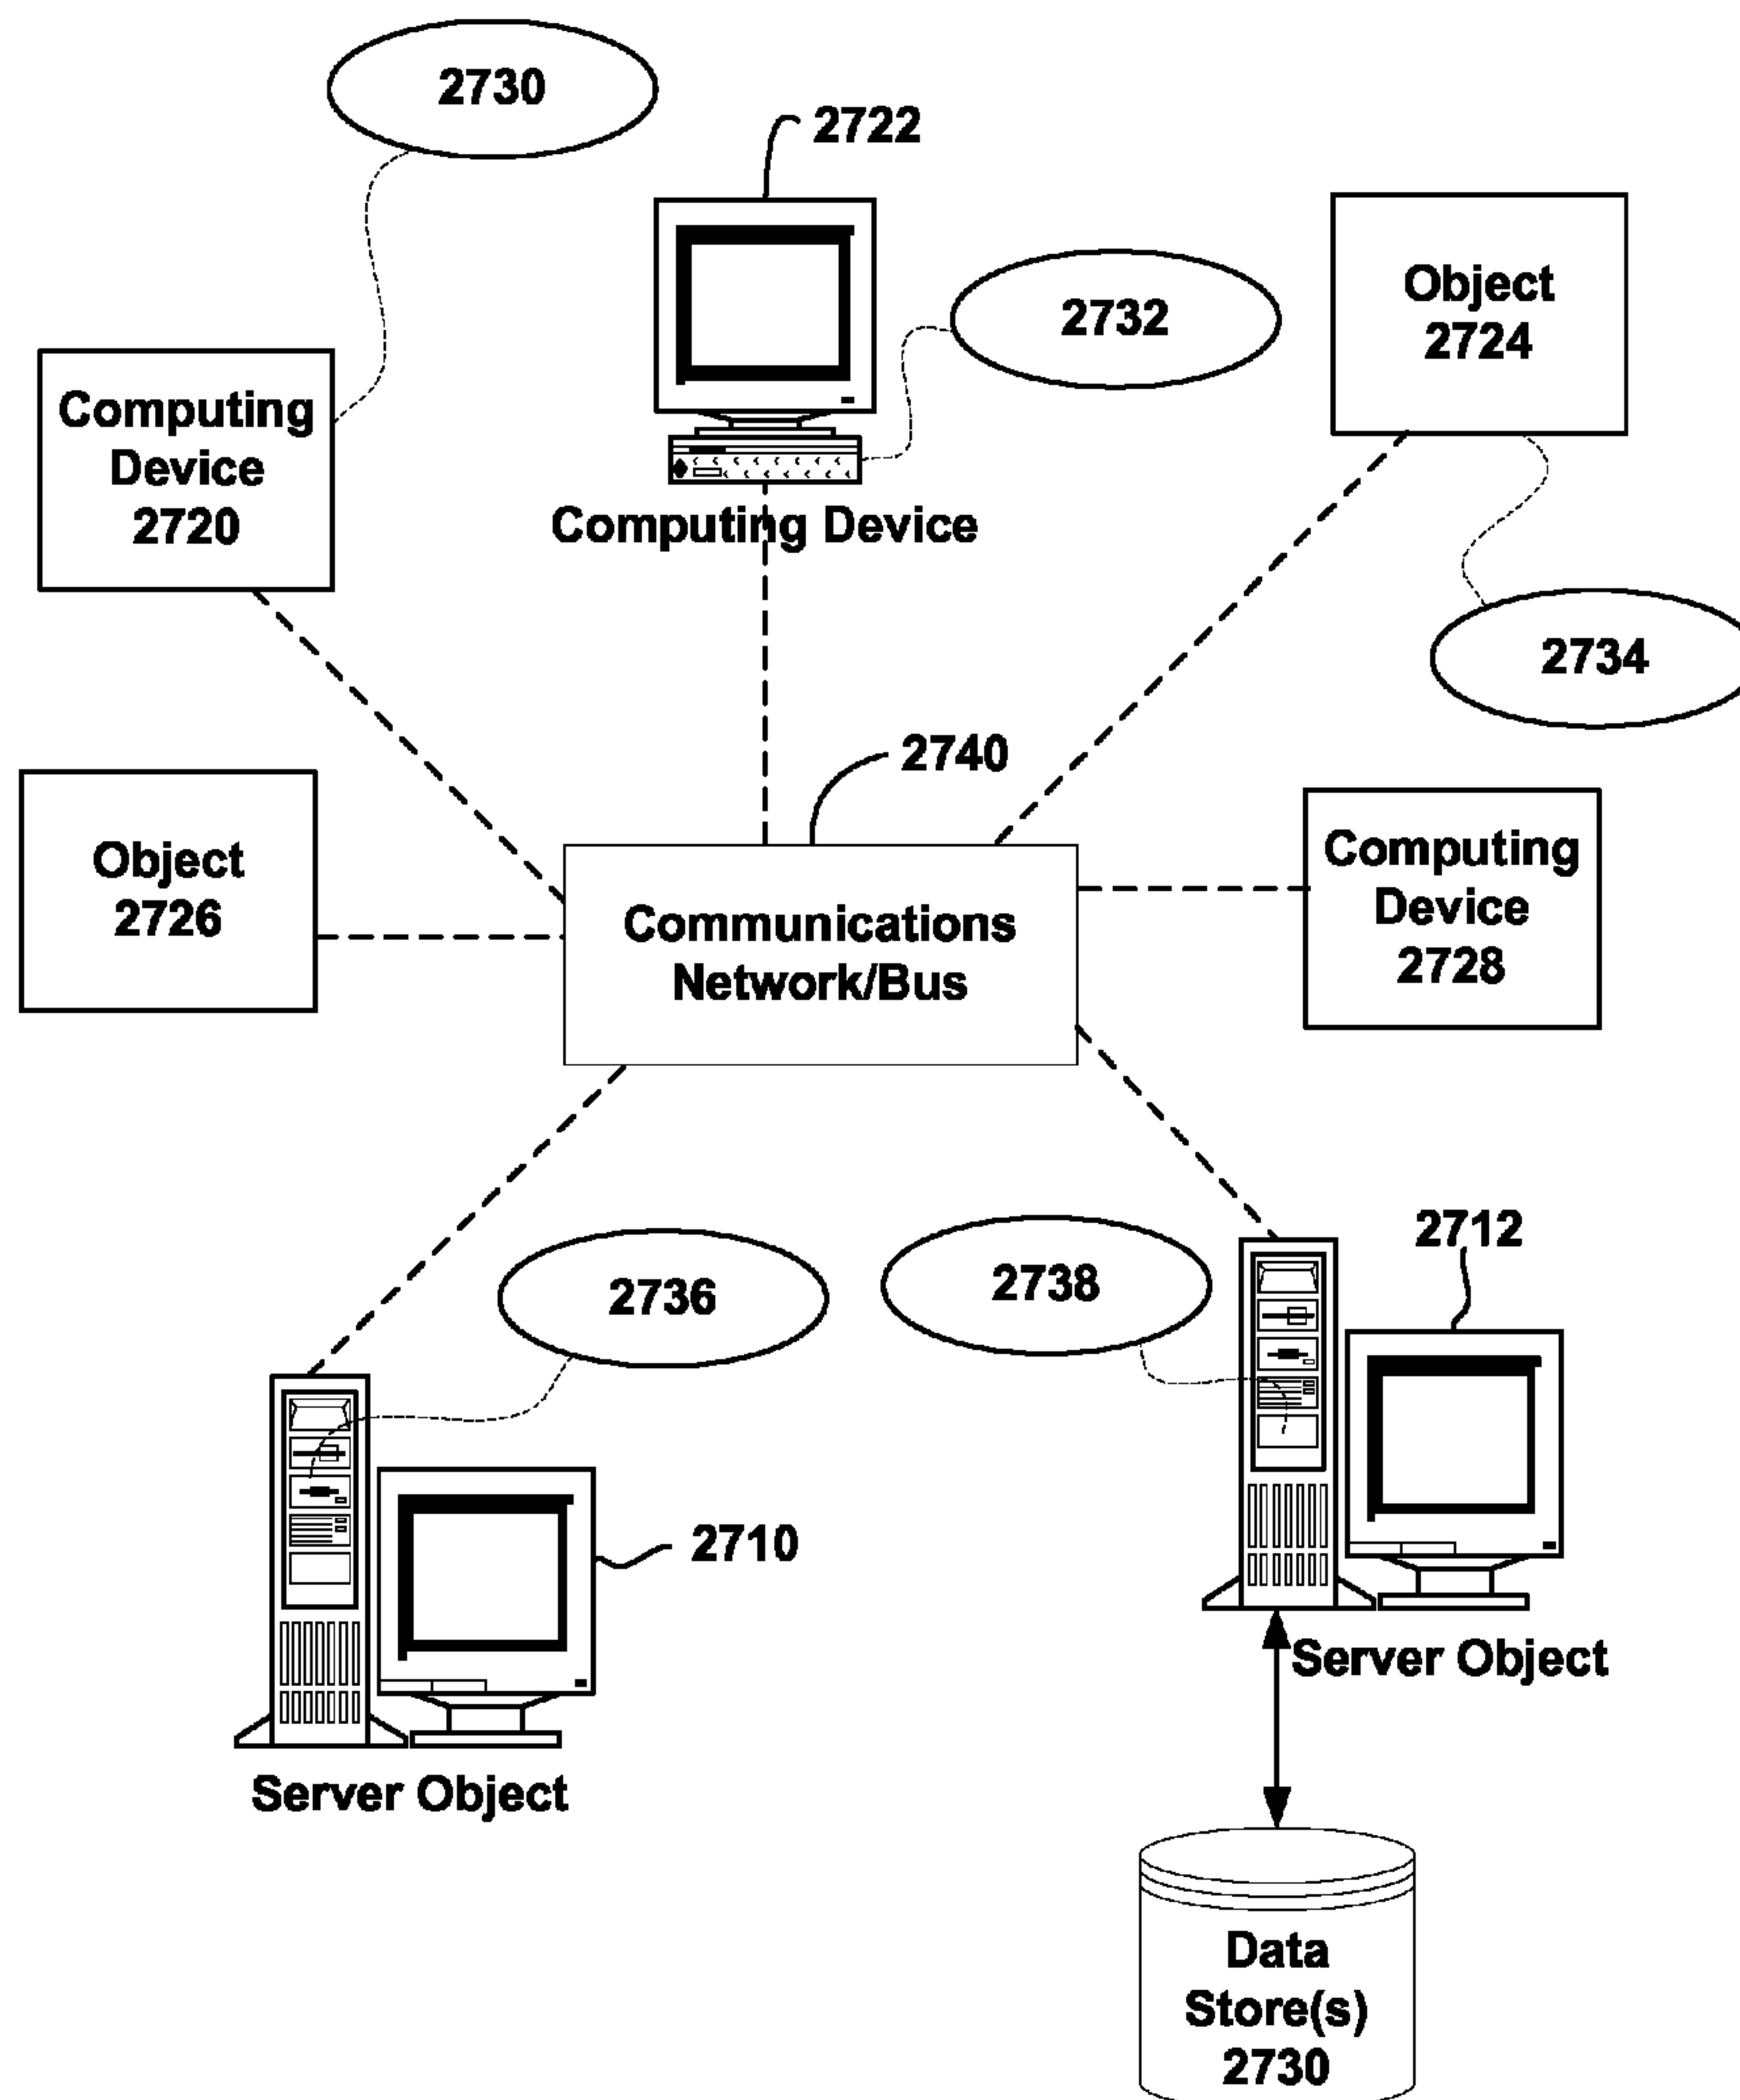 2730
2722
Computing
Device
2720
Computing Device
2732
Object
2724
2734
2740
Object
2726
Communications
Network/Bus
Computing
Device
2728
2736
2738
2712
2710
Server Object
Server Object
Data
Store(s)
2730